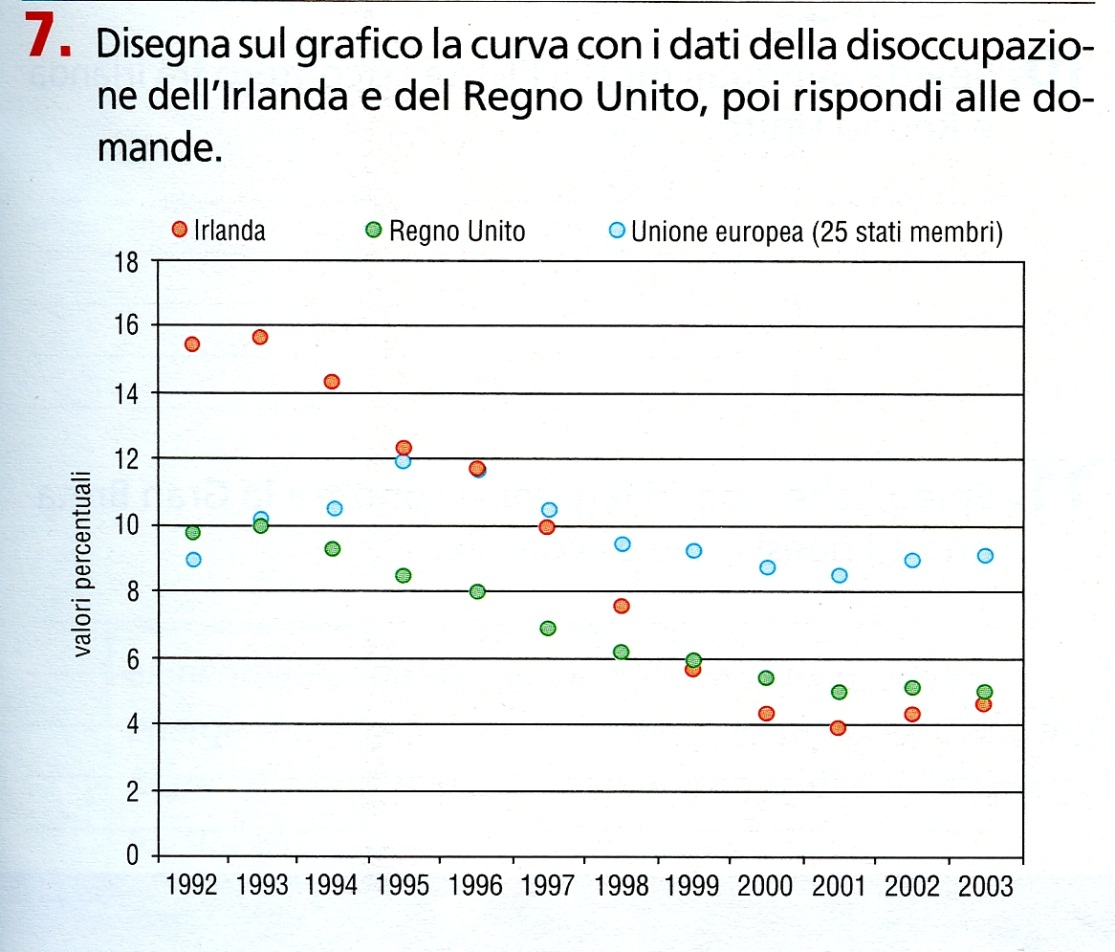 7. Disegna sul grafico la curva con i dati della disoccupazio-
ne dell'Irlanda e del Regno Unito, poi rispondi alle do-
mande.
Irlanda Regno Unito Unione europea (25 stati membri)
valori percentuali
18
16
14
12
10
8
6
4
2
0
1992 1993 1994 1995 1996 1997 1998 1999 2000 2001 2002 2003